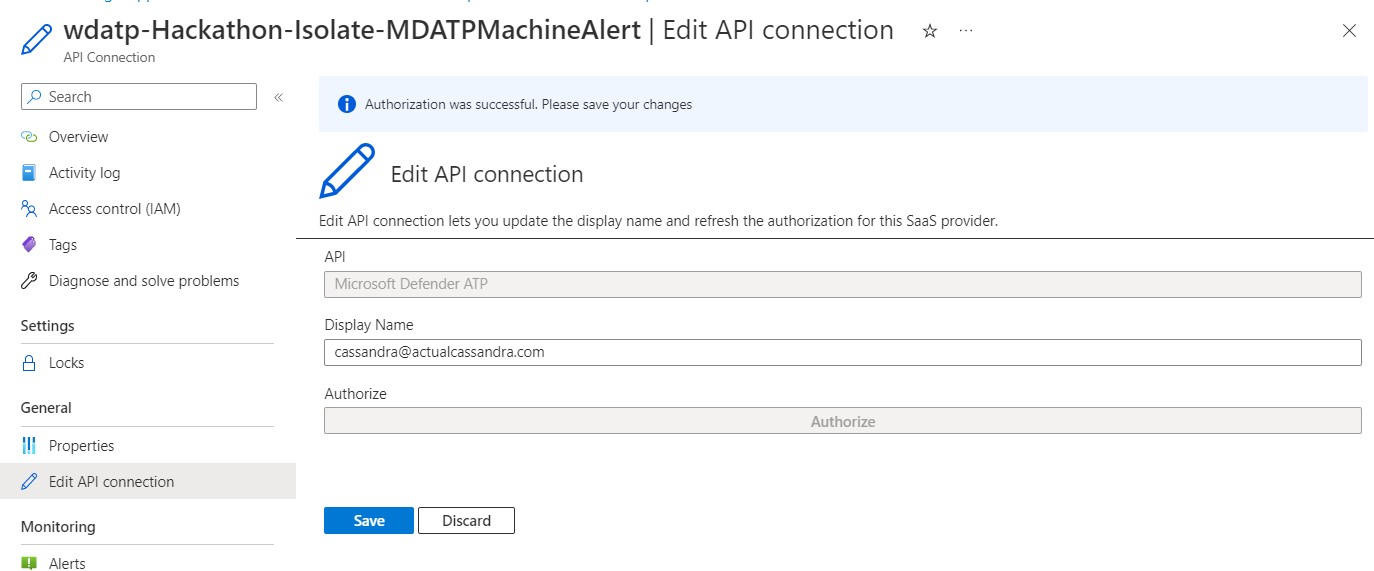 wdatp-Hackathon-Isolate-MDATPMachineAlert | Edit API connection
API Connection
Search
Overview
Activity log
Access control (IAM)
Tags
Diagnose and solve problems
Settings
Locks
General
Properties
Edit API connection
Monitoring
Alerts
Authorization was successful. Please save your changes
Edit API connection
Edit API connection lets you update the display name and refresh the authorization for this SaaS provider.
API
Microsoft Defender ATP
Display Name
cassandra@actualcassandra.com
Authorize
Authorize
Save
Discard